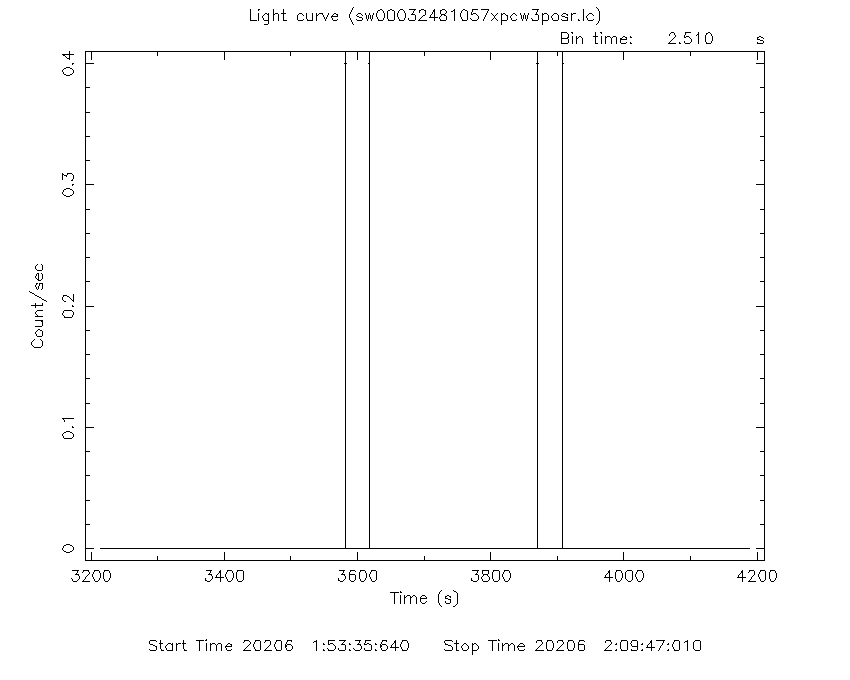 Light curve (sw00032481057xpcw3posr.lc)
Bin time: 2.510 s
0.4
0.3
0.2
0.1
0
Count/sec
3200 3400 3600 3800 4000 4200
Time (s)
Start Time 20206 1:53:35:640 Stop Time 20206 2:09:47:010